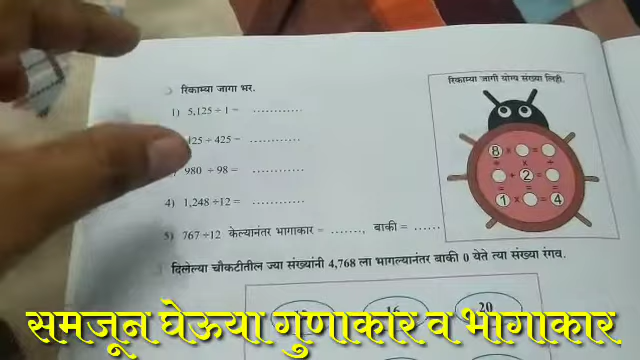 रिकाम्या जागा भर.
1) 5,125 ÷ 1 = ............
425 ÷ 425 = ............
980 ÷ 98 = ............
4) 1,248 ÷12 = ............
5) 767 ÷12 केल्यानंतर भागाकार = ......., बाकी = ......
दिलेल्या चौकटीतील ज्या संख्यांनी 4,768 ला भागल्यानंतर बाकी 0 येते त्या संख्या रंगव.
16
20
रिकाम्या जागी योग्य संख्या लिही.
8 × =
÷ × ÷
+ 2 =
= = =
1 × = 4
समजून घेऊया गुणाकार व भागाकार